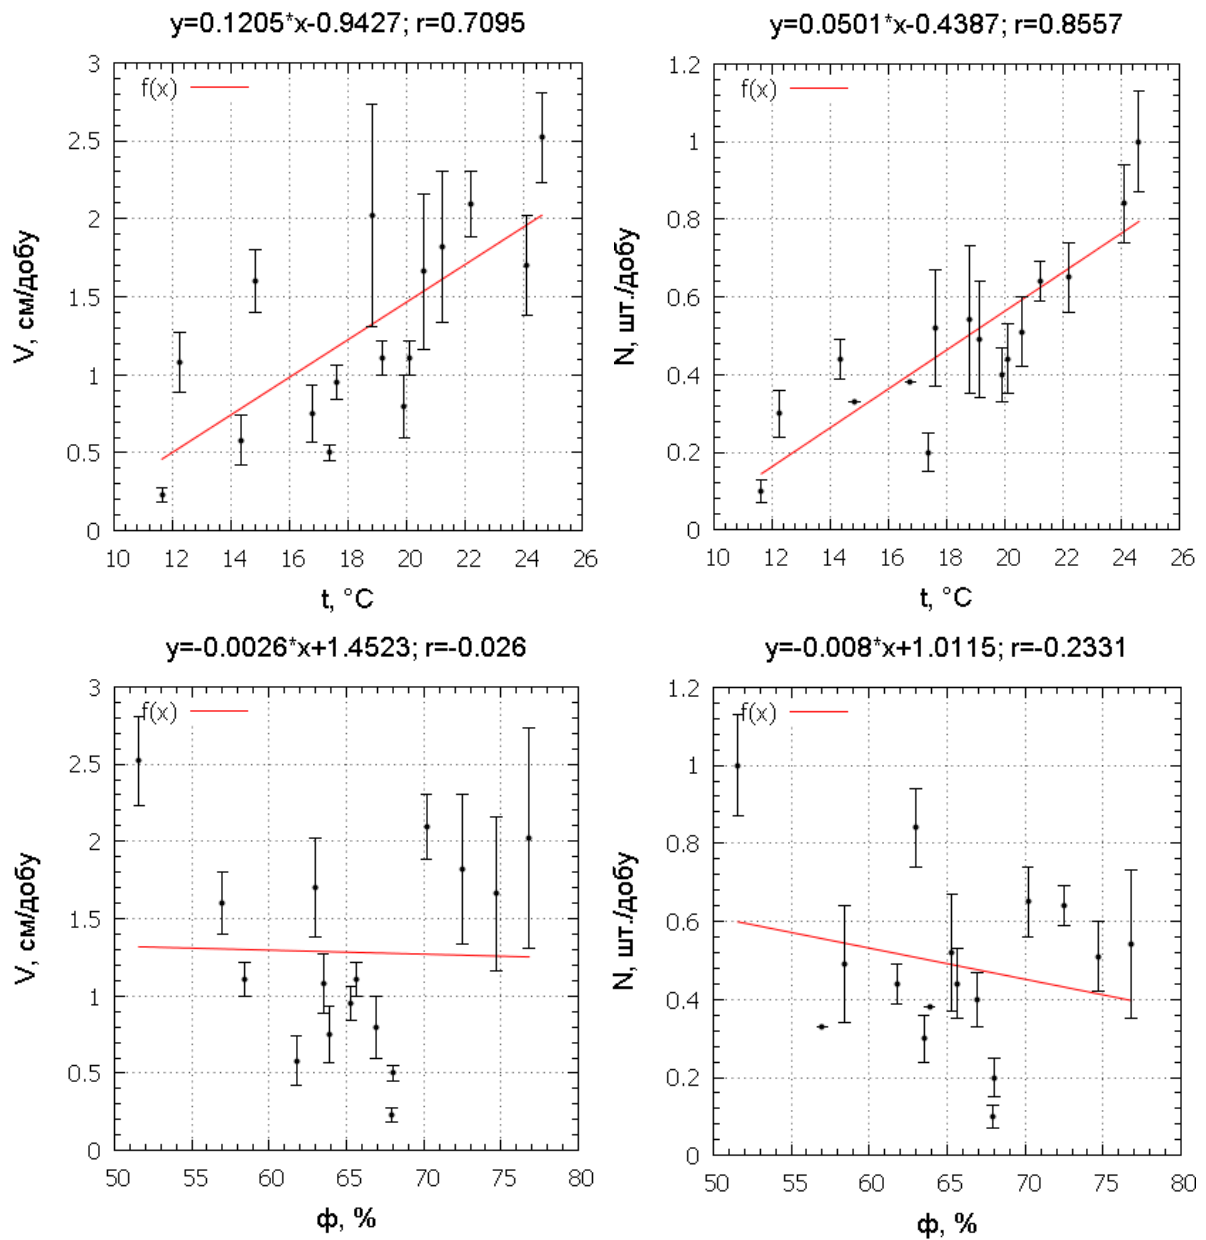 y=0.1205*x-0.9427; r=0.7095
3
2.5
2
1.5
1
0.5
0
f(x)
V, см/добу
10 12 14 16 18 20 22 24 26
t, °C
y=0.0501*x-0.4387; r=0.8557
1.2
1
0.8
0.6
0.4
0.2
0
f(x)
N, шт./добу
10 12 14 16 18 20 22 24 26
t, °C
y=-0.0026*x+1.4523; r=-0.026
3
2.5
2
1.5
1
0.5
0
f(x)
V, см/добу
50 55 60 65 70 75 80
ф, %
y=-0.008*x+1.0115; r=-0.2331
1.2
1
0.8
0.6
0.4
0.2
0
f(x)
N, шт./добу
50 55 60 65 70 75 80
ф, %